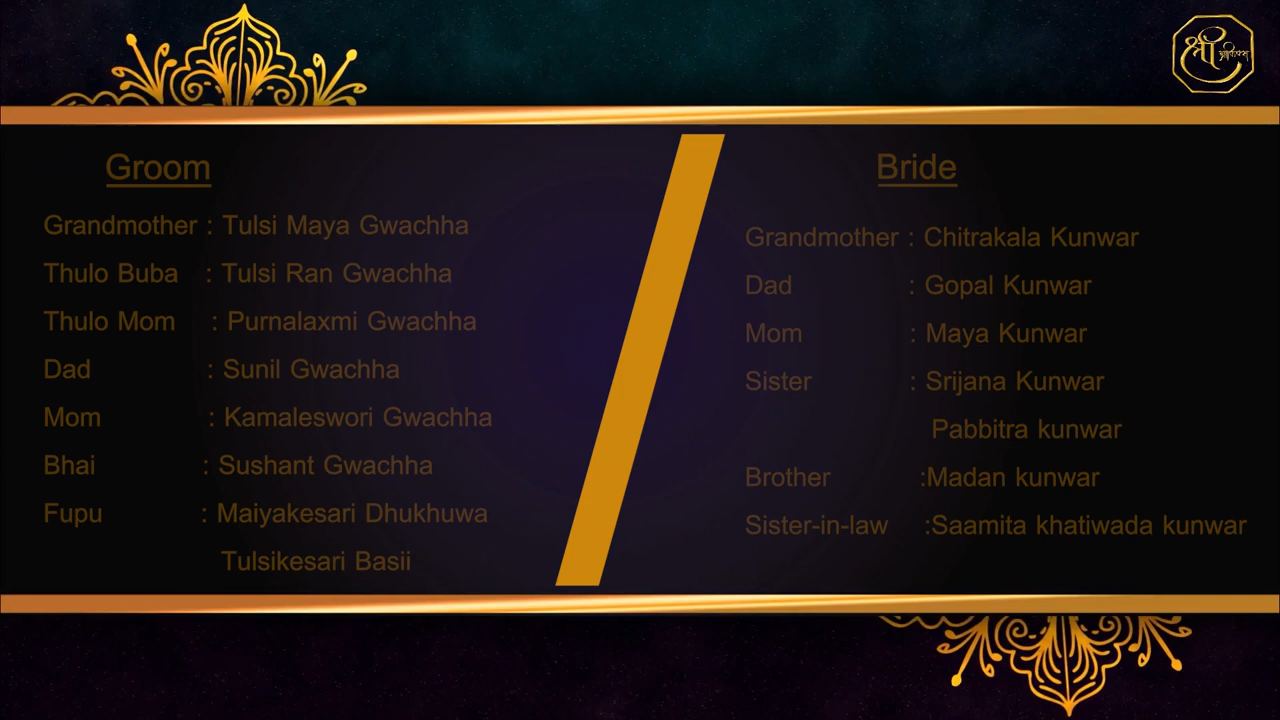 श्री
Groom
Grandmother : Tulsi Maya Gwachha
Thulo Buba : Tulsi Ran Gwachha
Thulo Mom : Purnalaxmi Gwachha
Dad : Sunil Gwachha
Mom : Kamaleswori Gwachha
Bhai : Sushant Gwachha
Fupu : Maiyakesari Dhukhuwa
Tulsikesari Basii
Bride
Grandmother : Chitrakala Kunwar
Dad : Gopal Kunwar
Mom : Maya Kunwar
Sister : Srijana Kunwar
Pabbitra kunwar
Brother :Madan kunwar
Sister-in-law :Saamita khatiwada kunwar